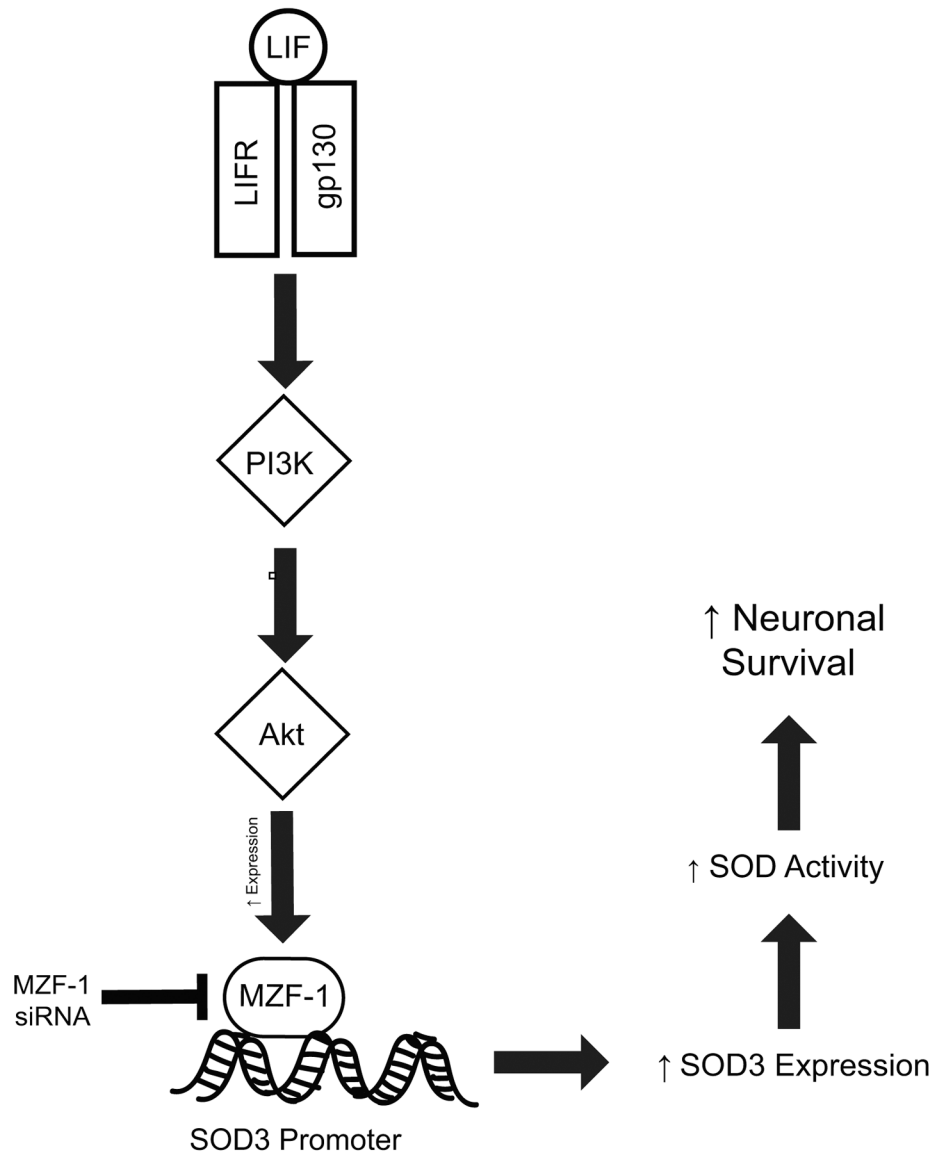 LIF
LIFR
gp130
PI3K
Akt
↑ Expression
MZF-1
siRNA
MZF-1
SOD3 Promoter
↑ SOD3 Expression
↑ SOD Activity
↑ Neuronal
Survival